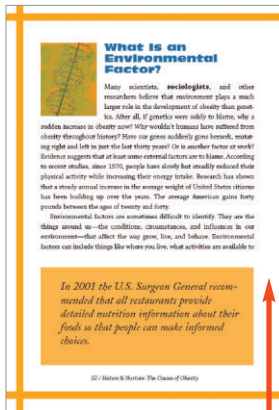 What Is an
Environmental
Factor?
Many scientists, sociologists, and other
researchers believe that environment plays a much
larger role in the development of obesity than genet-
ics. After all, if genetics were solely to blame, why a
sudden increase in obesity now? Why wouldn't humans have suffered from
obesity throughout history? Have our genes suddenly gone berserk, mutat-
ing right and left in just the last thirty years? Or is another factor at work?
Evidence suggests that at least some external factors are to blame. According
to recent studies, since 1970, people have slowly but steadily reduced their
physical activity while increasing their energy intake. Research has shown
that a steady annual increase in the average weight of United States citizens
has been building up over the years. The average American gains forty
pounds between the ages of twenty and forty.
Environmental factors are sometimes difficult to identify. They are the
things around us—the conditions, circumstances, and influences in our
environment—that affect the way grow, live, and behave. Environmental
factors can include things like where you live, what activities are available to
In 2001 the U.S. Surgeon General recom-
mended that all restaurants provide
detailed nutrition information about their
foods so that people can make informed
choices.
52 / Nature & Nurture: The Causes of Obesity